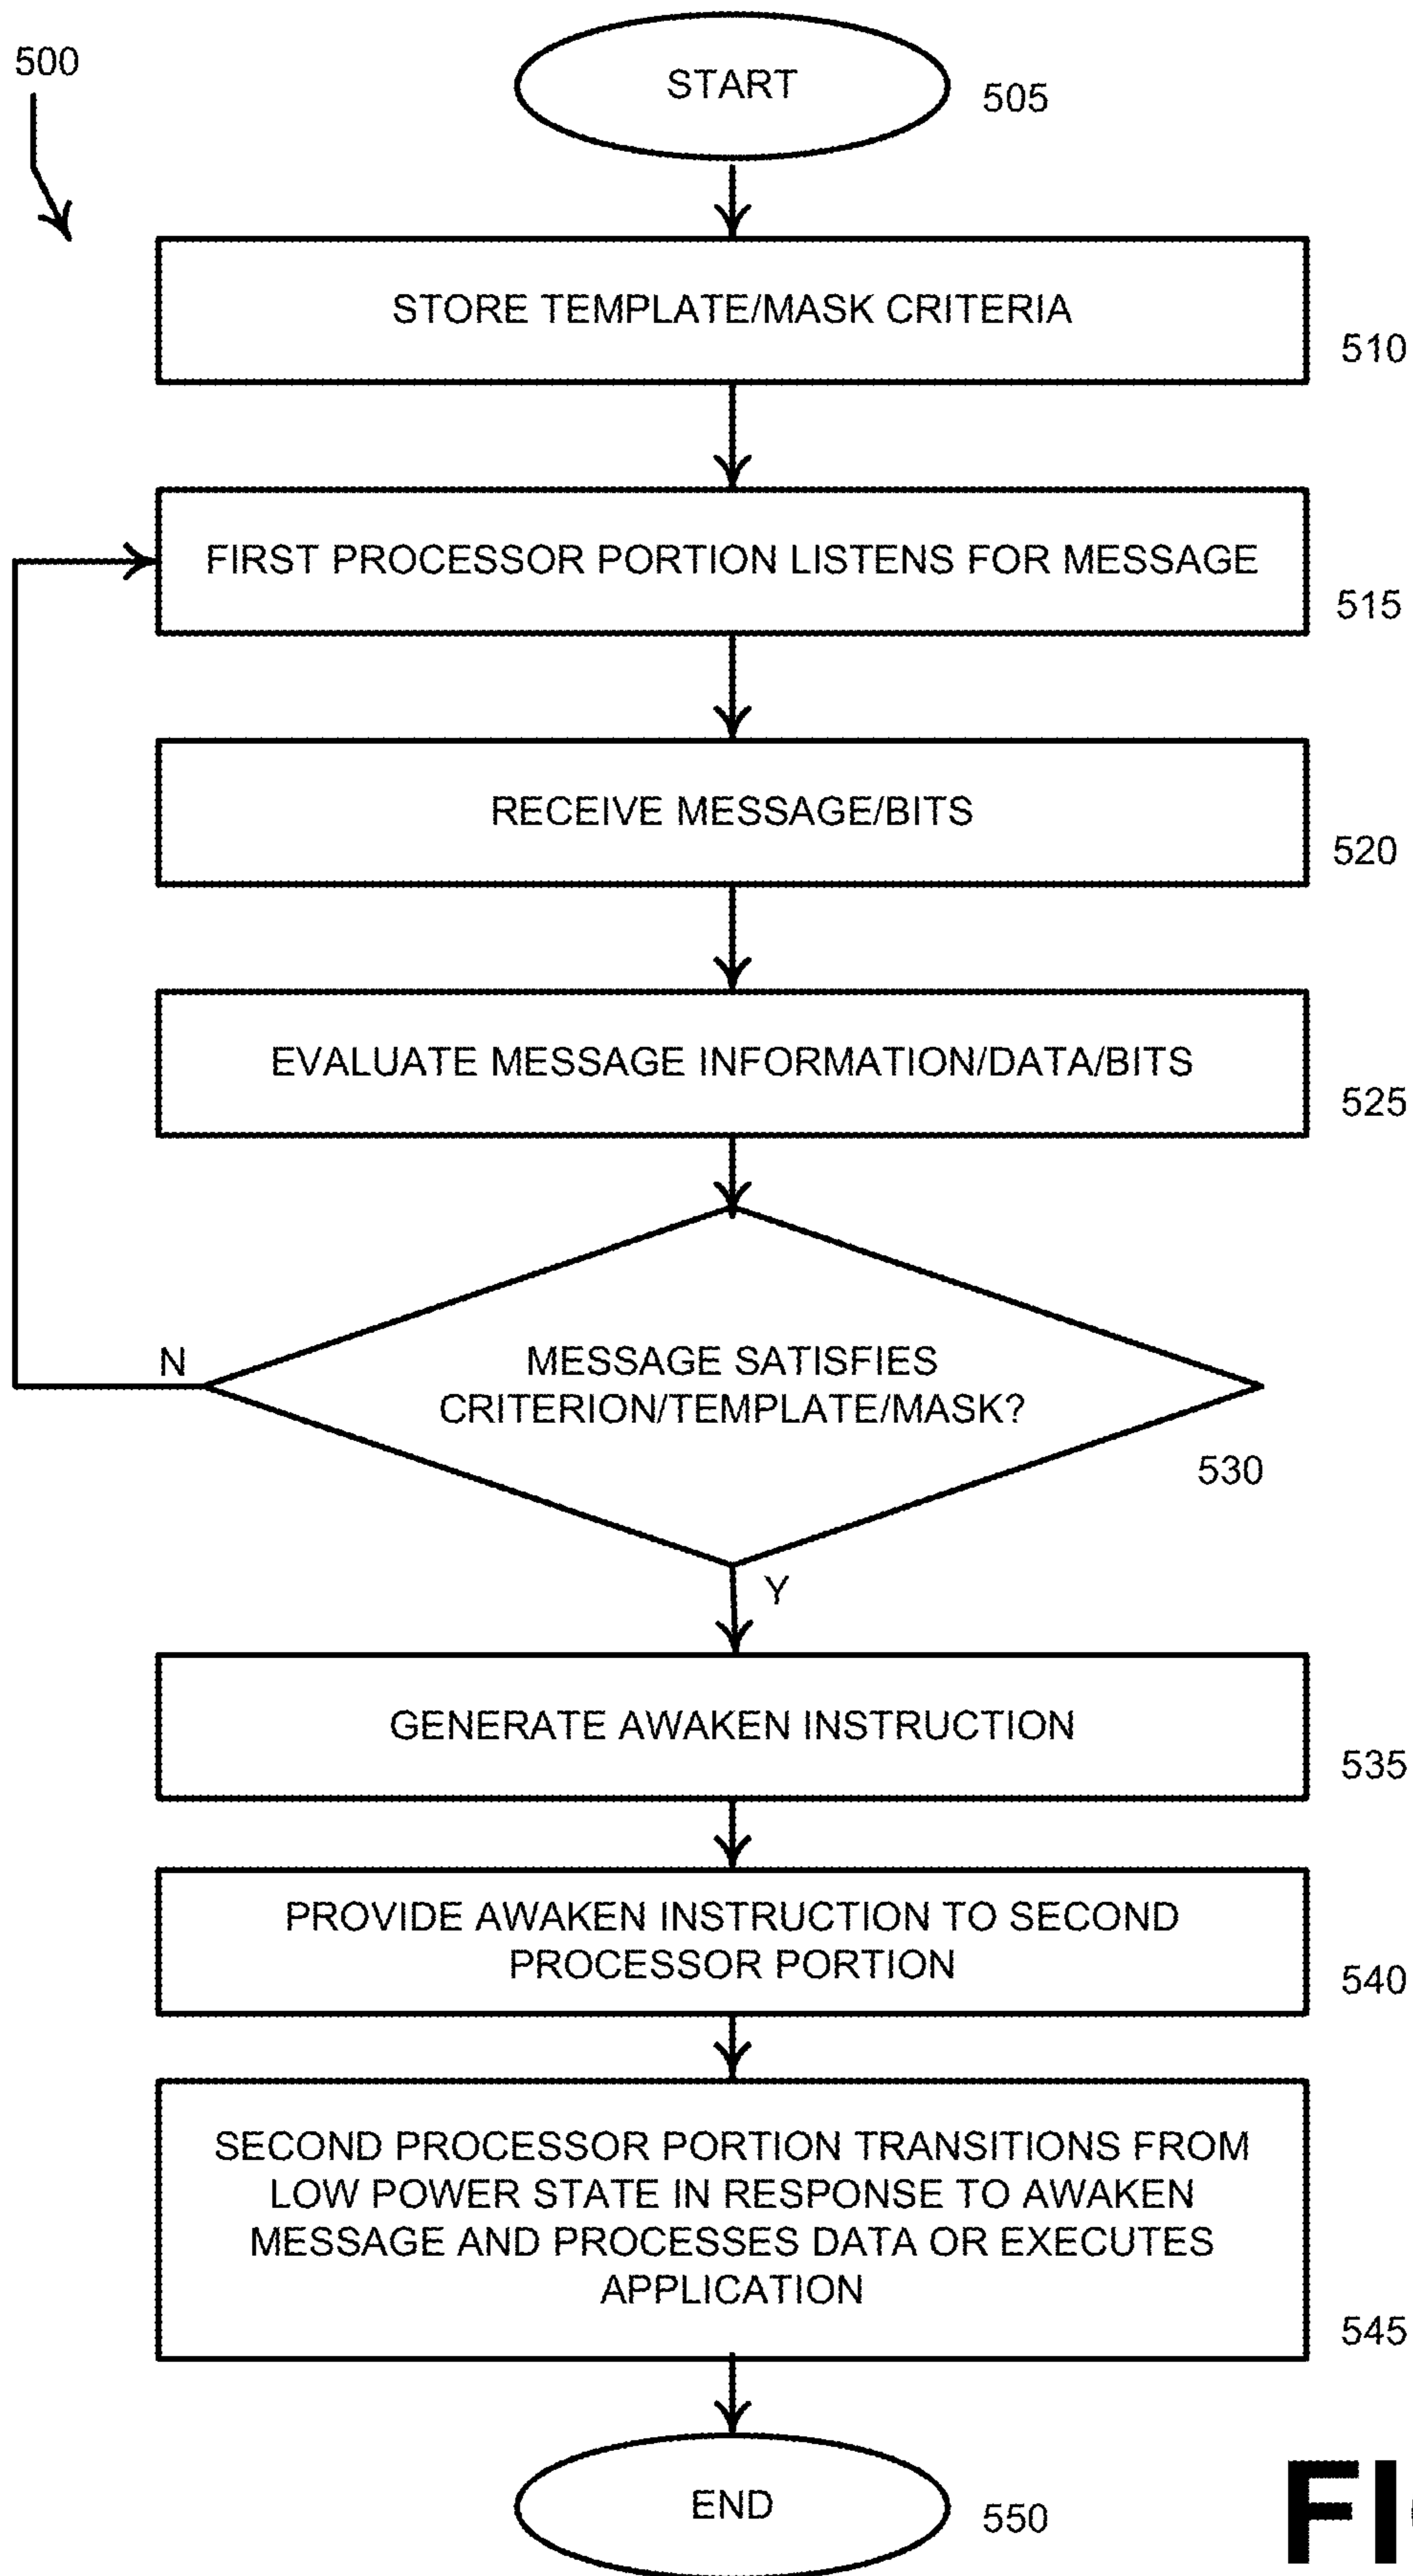 500
START
505
STORE TEMPLATE/MASK CRITERIA
510
FIRST PROCESSOR PORTION LISTENS FOR MESSAGE
515
RECEIVE MESSAGE/BITS
520
EVALUATE MESSAGE INFORMATION/DATA/BITS
525
N
MESSAGE SATISFIES
CRITERION/TEMPLATE/MASK?
530
Y
GENERATE AWAKEN INSTRUCTION
535
PROVIDE AWAKEN INSTRUCTION TO SECOND
PROCESSOR PORTION
540
SECOND PROCESSOR PORTION TRANSITIONS FROM
LOW POWER STATE IN RESPONSE TO AWAKEN
MESSAGE AND PROCESSES DATA OR EXECUTES
APPLICATION
545
END
550